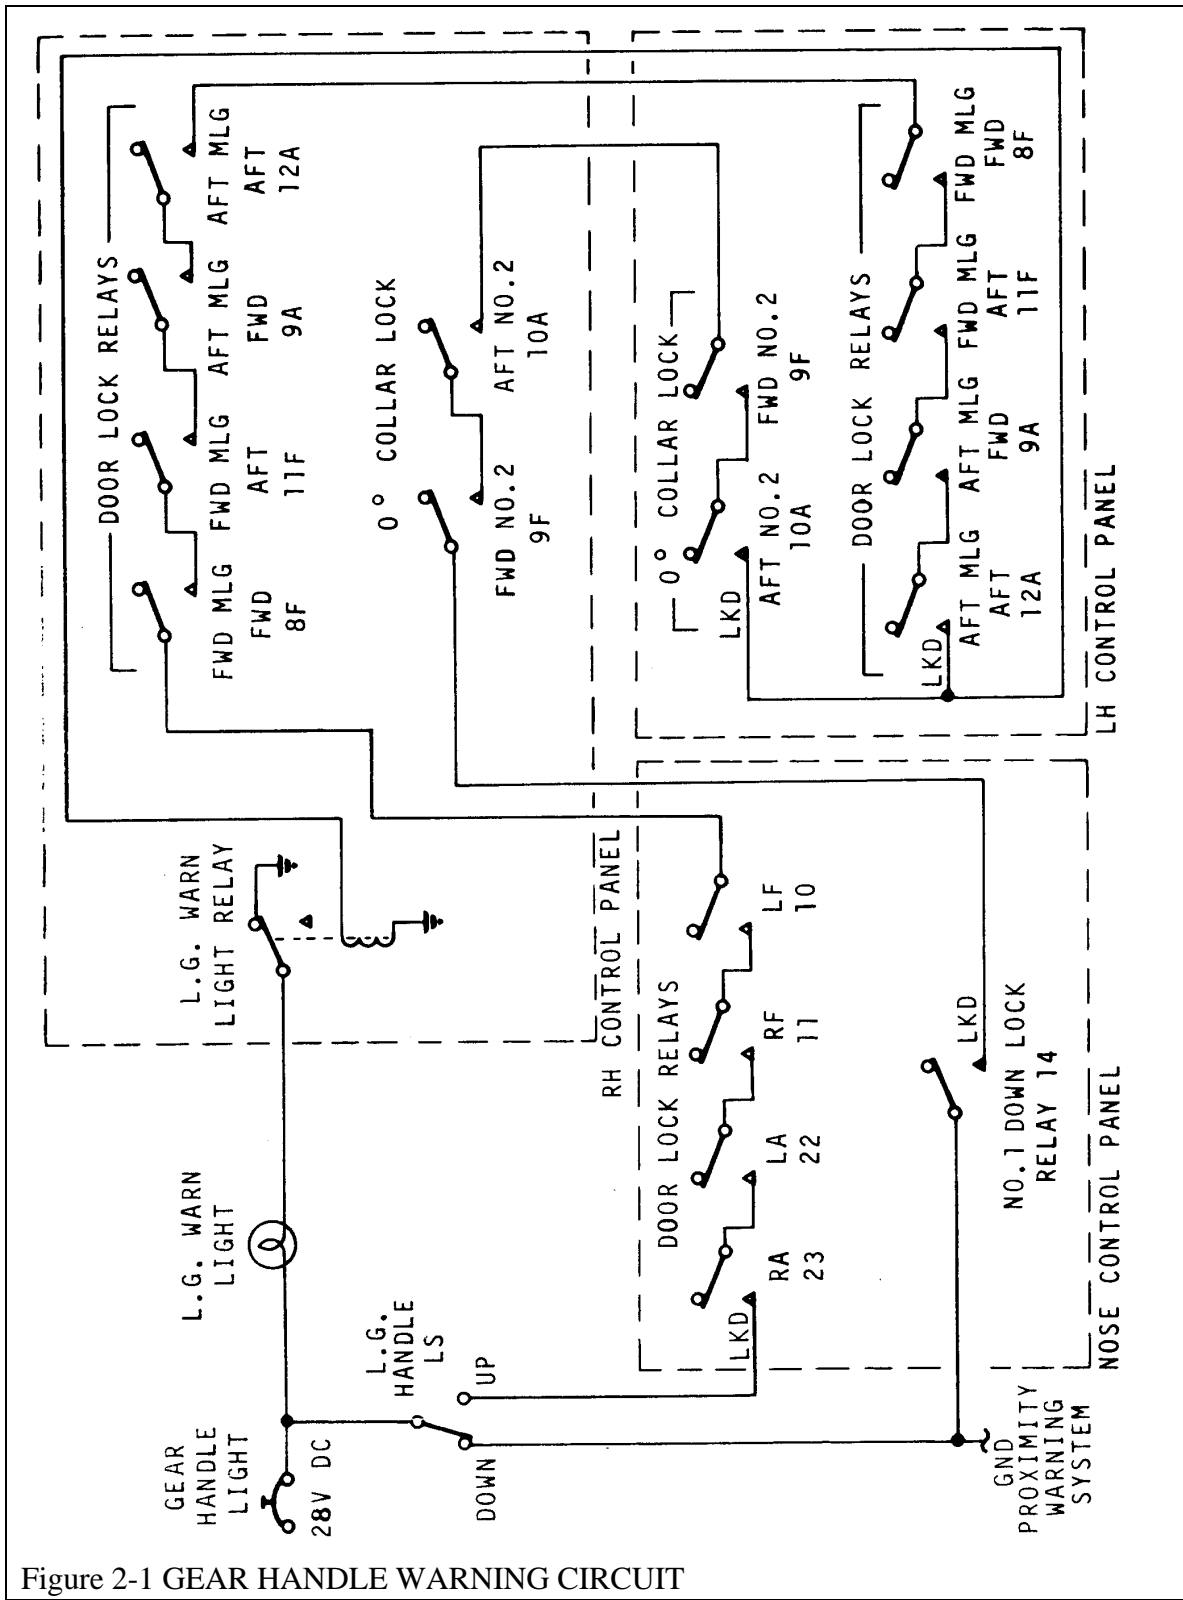 GEAR
HANDLE
LIGHT
28V DC
L.G. WARN
LIGHT
L.G. WARN
LIGHT RELAY
L.G.
HANDLE
LS
UP
DOWN
DOOR LOCK RELAYS
FWD MLG
FWD
8F
FWD MLG
AFT
11F
AFT MLG
FWD
9A
AFT MLG
AFT
12A
0° COLLAR LOCK
FWD NO.2
9F
AFT NO.2
10A
RH CONTROL PANEL
DOOR LOCK RELAYS
LKD
RA
23
LA
22
RF
11
LF
10
LKD
NO.1 DOWN LOCK
RELAY 14
NOSE CONTROL PANEL
GND
PROXIMITY
WARNING
SYSTEM
0° COLLAR LOCK
LKD
AFT NO.2
10A
FWD NO.2
9F
DOOR LOCK RELAYS
LKD
AFT MLG
AFT
12A
AFT MLG
FWD
9A
FWD MLG
AFT
11F
FWD MLG
FWD
8F
LH CONTROL PANEL
Figure 2-1 GEAR HANDLE WARNING CIRCUIT